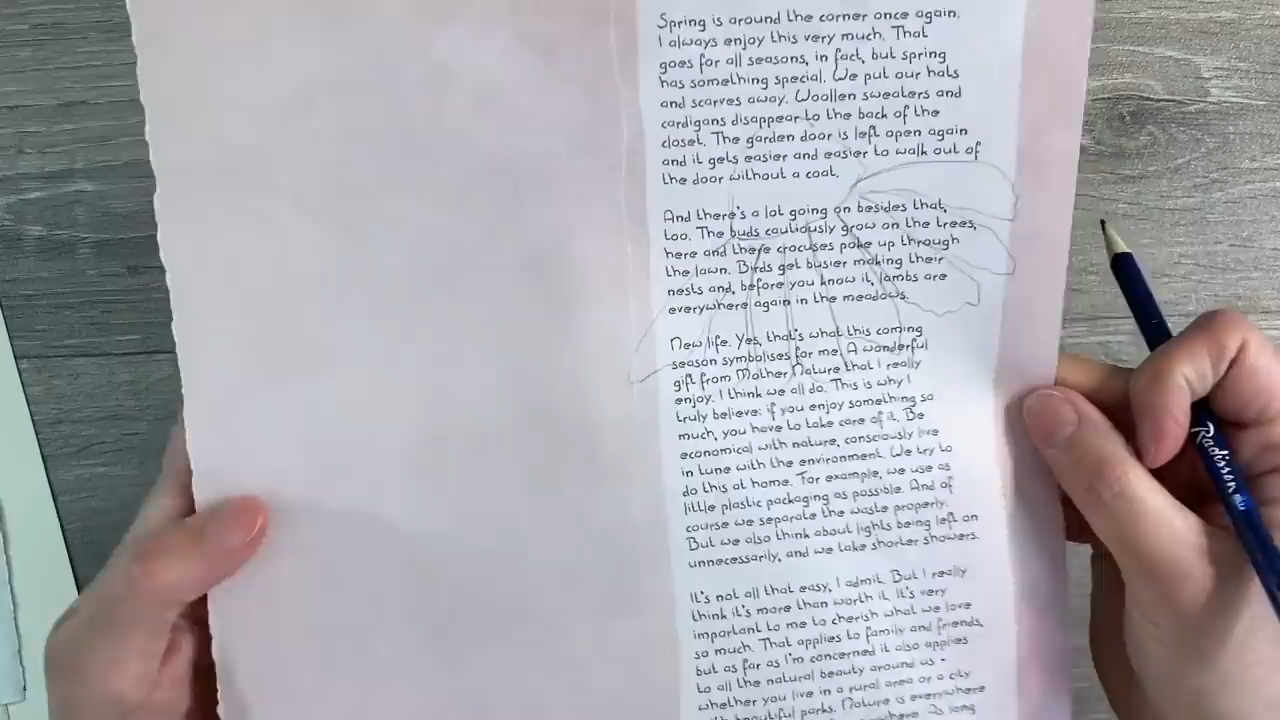 Spring is around the corner once again.
I always enjoy this very much. That
goes for all seasons, in fact, but spring
has something special. We put our hats
and scarves away. Woollen sweaters and
cardigans disappear to the back of the
closet. The garden door is left open again
and it gets easier and easier to walk out of
the door without a coat.
And there's a lot going on besides that,
too. The buds cautiously grow on the trees,
here and there crocuses poke up through
the lawn. Birds get busier making their
nests and, before you know it, lambs are
everywhere again in the meadows.
New life. Yes, that's what this coming
season symbolises for me. A wonderful
gift from Mother Nature that I really
enjoy. I think we all do. This is why I
truly believe: if you enjoy something so
much, you have to take care of it. Be
economical with nature, consciously live
in tune with the environment. We try to
do this at home. For example, we use as
little plastic packaging as possible. And of
course we separate the waste properly.
But we also think about lights being left on
unnecessarily, and we take shorter showers.
It's not all that easy, I admit. But I really
think it's more than worth it. It's very
important to me to cherish what we love
so much. That applies to family and friends,
but as far as I'm concerned it also applies
to all the natural beauty around us -
whether you live in a rural area or a city
with beautiful parks. Nature is everywhere
As long
Radisson